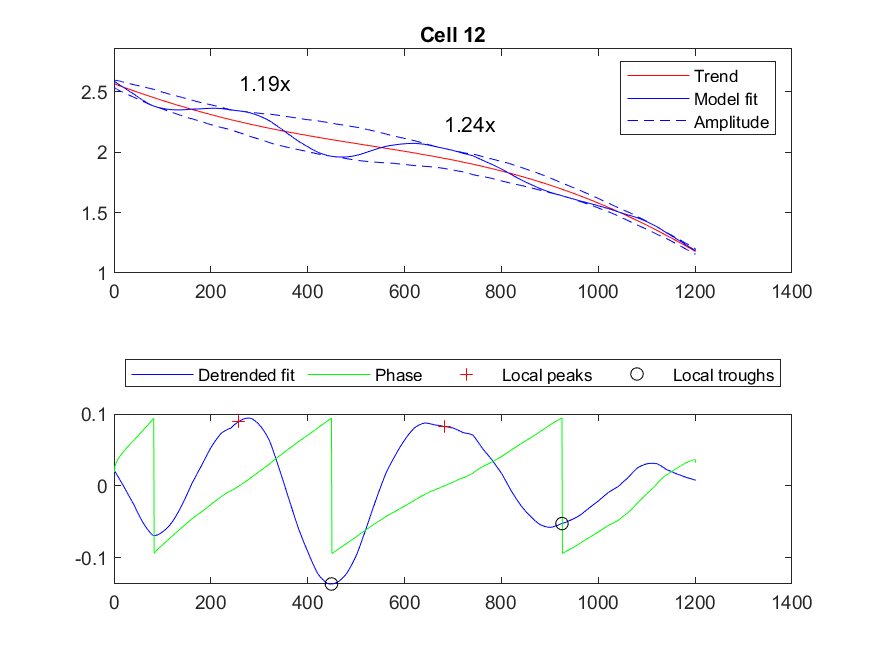 Cell 12
1.19x
1.24x
Trend
Model fit
Amplitude
2.5
2
1.5
1
0 200 400 600 800 1000 1200 1400
Detrended fit Phase Local peaks Local troughs
0.1
0
-0.1
0 200 400 600 800 1000 1200 1400